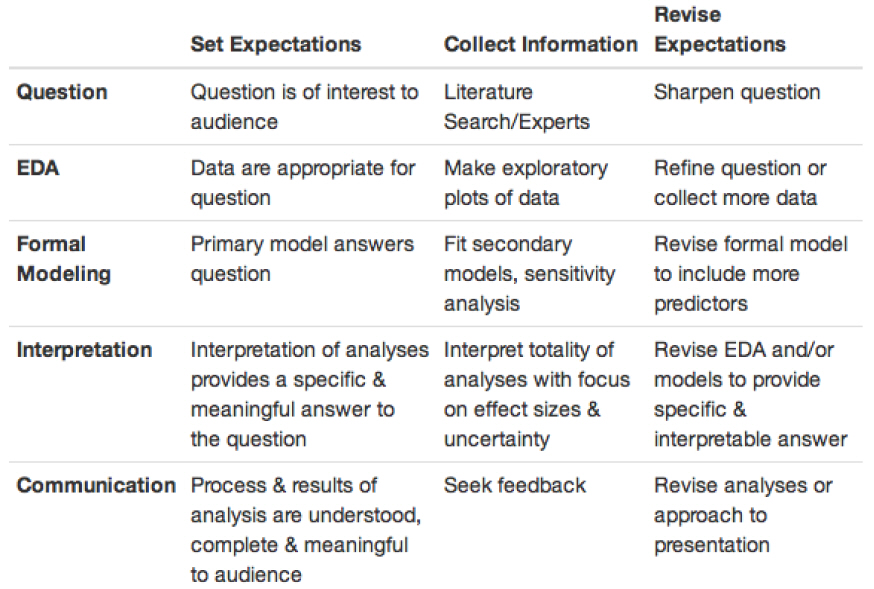 Set Expectations Collect Information Revise Expectations
Question Question is of interest to audience Literature Search/Experts Sharpen question
EDA Data are appropriate for question Make exploratory plots of data Refine question or collect more data
Formal Modeling Primary model answers question Fit secondary models, sensitivity analysis Revise formal model to include more predictors
Interpretation Interpretation of analyses provides a specific & meaningful answer to the question Interpret totality of analyses with focus on effect sizes & uncertainty Revise EDA and/or models to provide specific & interpretable answer
Communication Process & results of analysis are understood, complete & meaningful to audience Seek feedback Revise analyses or approach to presentation